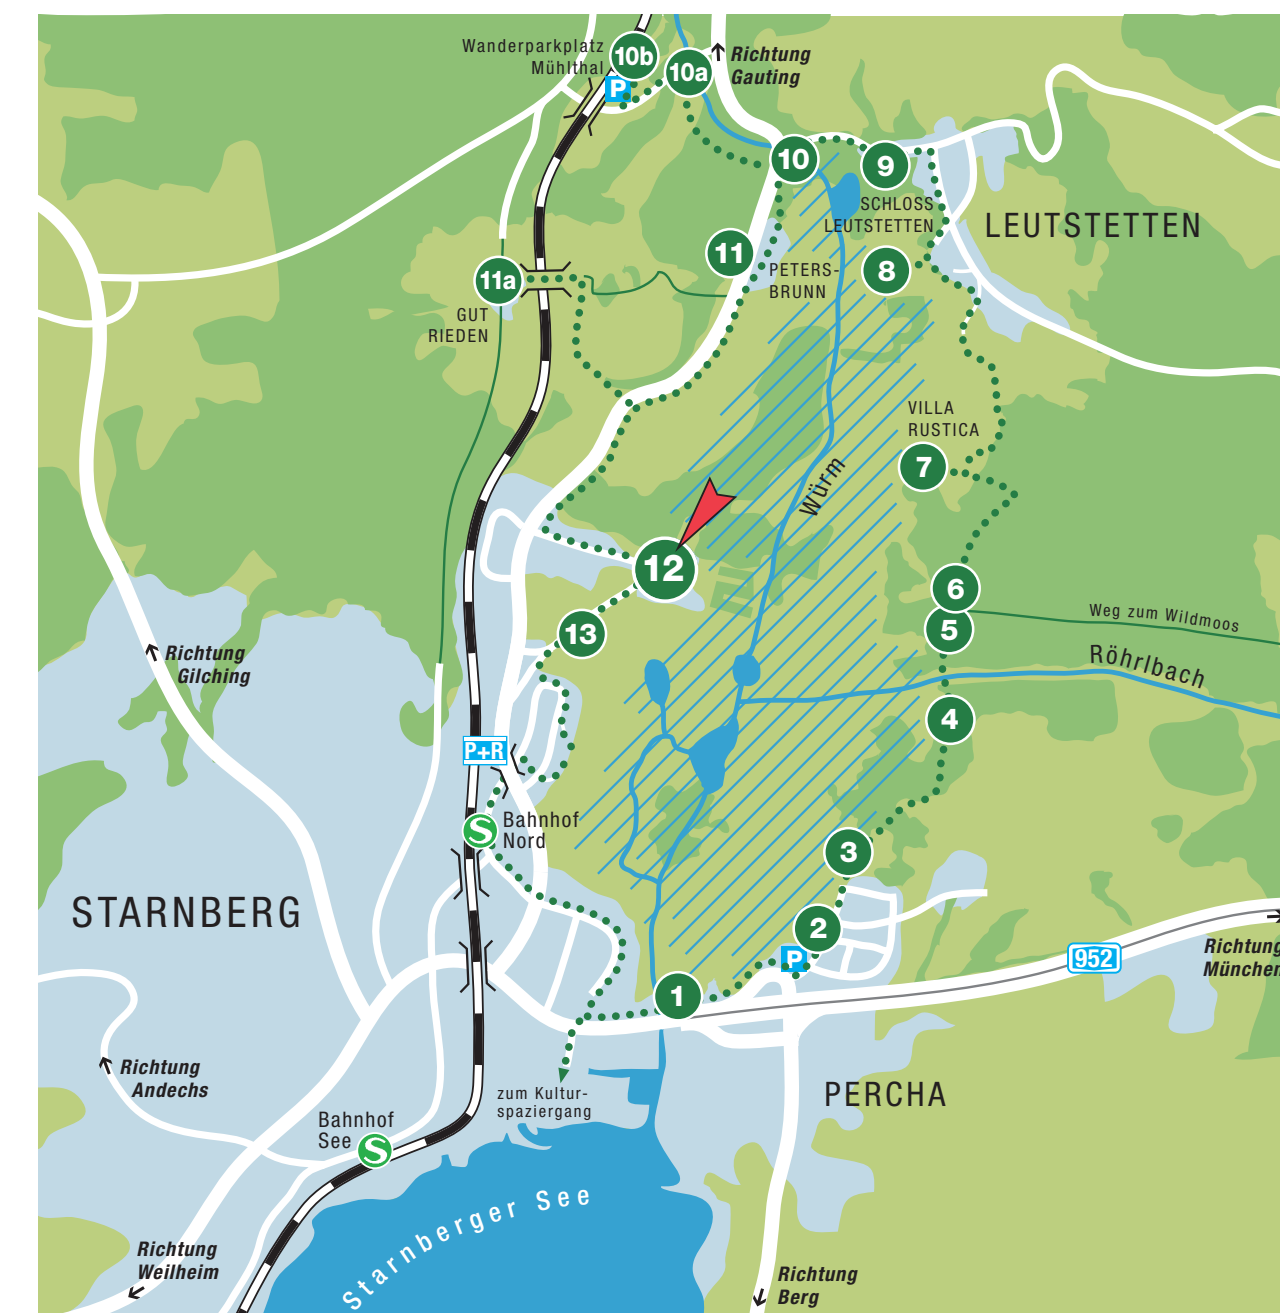 Wanderparkplatz
Mühlthal
10b
P
10a
Richtung
Gauting
10
9
SCHLOSS
LEUTSTETTEN
LEUTSTETTEN
11
PETERS-
BRUNN
8
11a
GUT
RIEDEN
VILLA
RUSTICA
7
Würm
12
6
5
Weg zum Wildmoos
Röhrlbach
13
Richtung
Gilching
4
P+R
S
Bahnhof
Nord
3
STARNBERG
2
P
952
Richtung
München
1
Richtung
Andechs
zum Kultur-
spaziergang
PERCHA
Bahnhof
See
S
Starnberger See
Richtung
Weilheim
Richtung
Berg